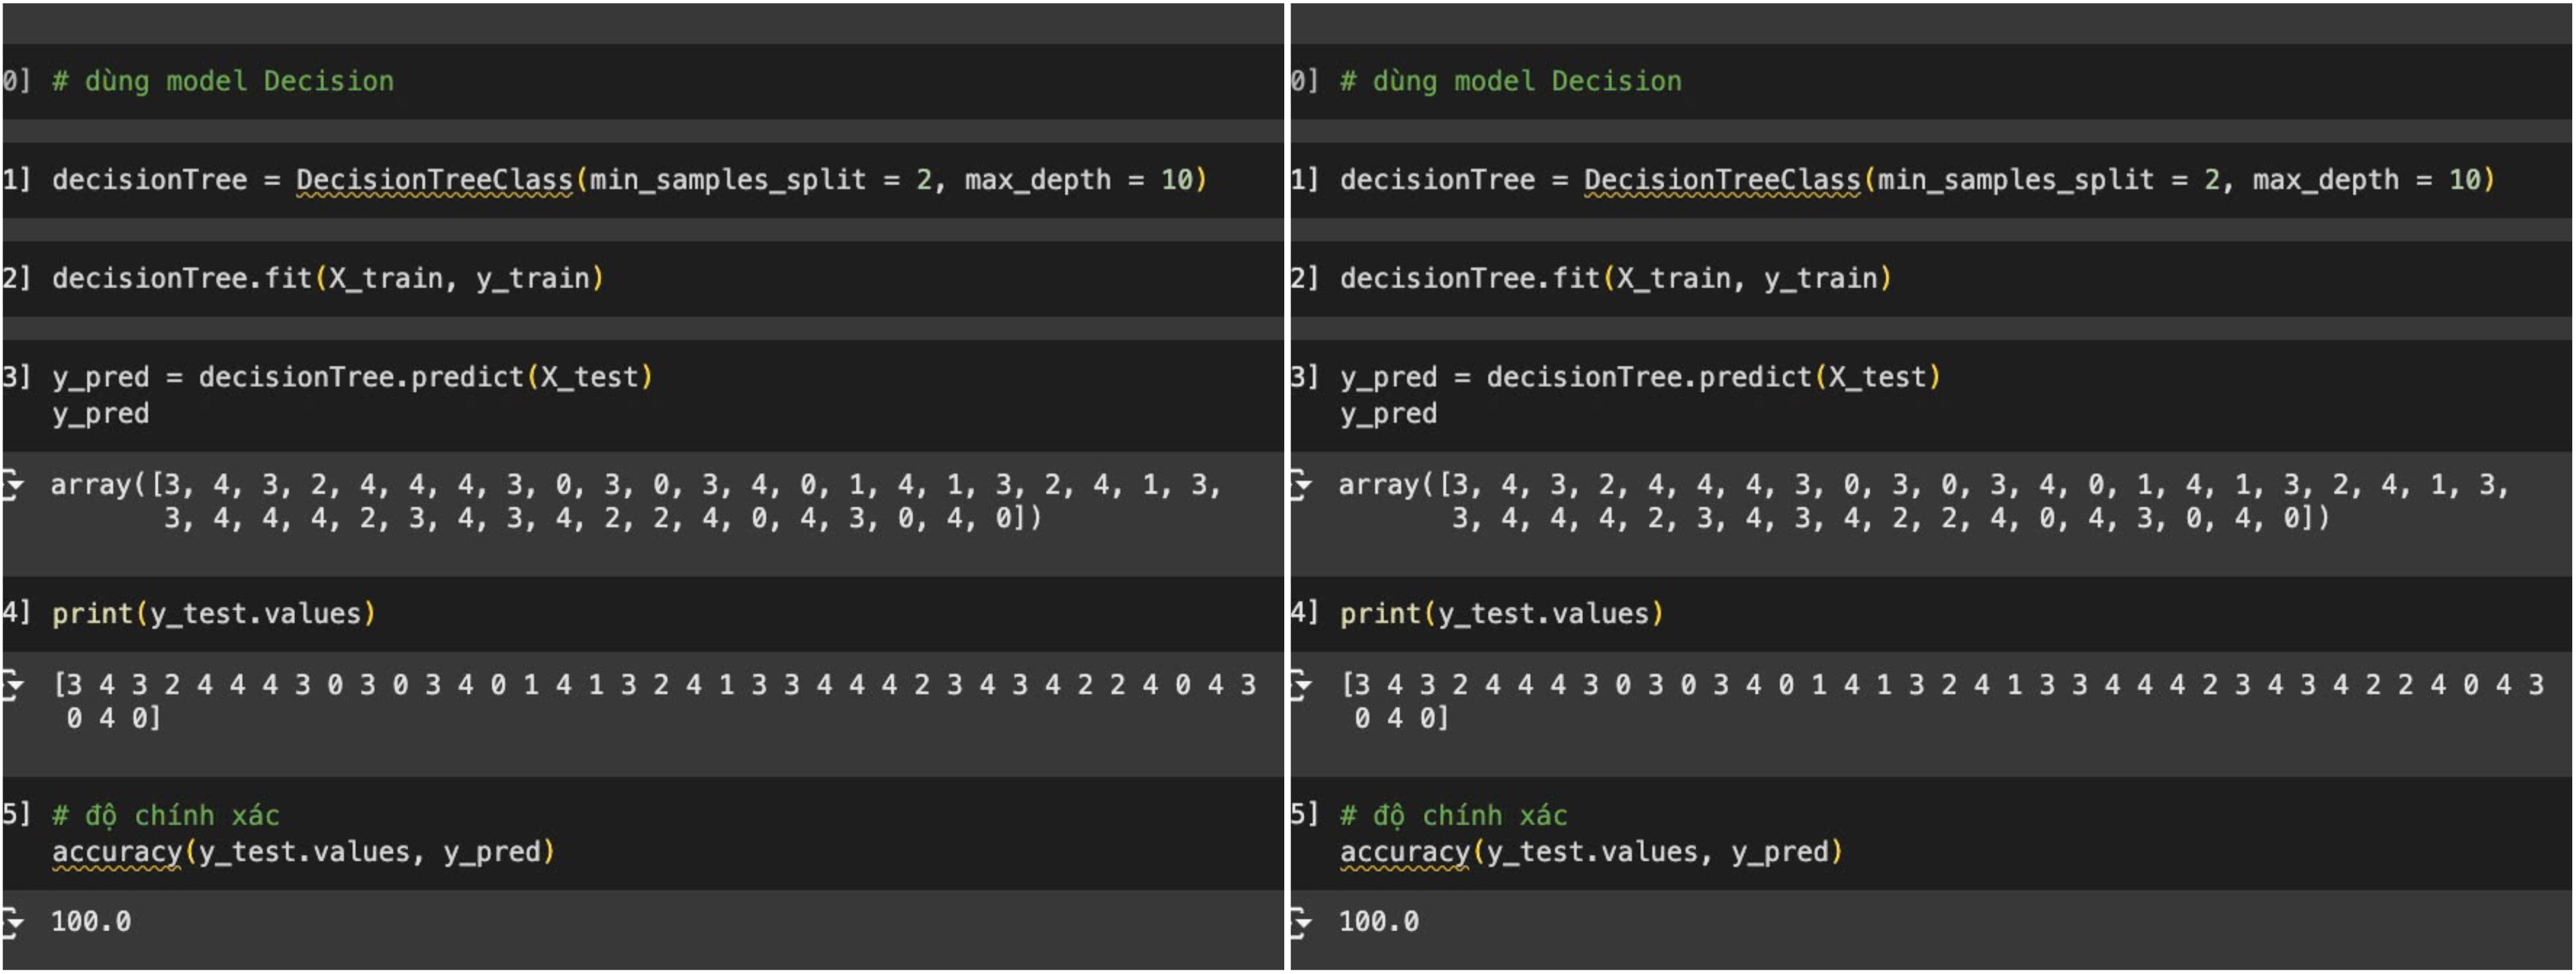 0] # dùng model Decision
1] decisionTree = DecisionTreeClass(min_samples_split = 2, max_depth = 10)
2] decisionTree.fit(X_train, y_train)
3] y_pred = decisionTree.predict(X_test)
y_pred
array([3, 4, 3, 2, 4, 4, 4, 3, 0, 3, 0, 3, 4, 0, 1, 4, 1, 3, 2, 4, 1, 3,
3, 4, 4, 4, 2, 3, 4, 3, 4, 2, 2, 4, 0, 4, 3, 0, 4, 0])
4] print(y_test.values)
[3 4 3 2 4 4 4 3 0 3 0 3 4 0 1 4 1 3 2 4 1 3 3 4 4 4 2 3 4 3 4 2 2 4 0 4 3
0 4 0]
5] # độ chính xác
accuracy(y_test.values, y_pred)
100.0
0] # dùng model Decision
1] decisionTree = DecisionTreeClass(min_samples_split = 2, max_depth = 10)
2] decisionTree.fit(X_train, y_train)
3] y_pred = decisionTree.predict(X_test)
y_pred
array([3, 4, 3, 2, 4, 4, 4, 3, 0, 3, 0, 3, 4, 0, 1, 4, 1, 3, 2, 4, 1, 3,
3, 4, 4, 4, 2, 3, 4, 3, 4, 2, 2, 4, 0, 4, 3, 0, 4, 0])
4] print(y_test.values)
[3 4 3 2 4 4 4 3 0 3 0 3 4 0 1 4 1 3 2 4 1 3 3 4 4 4 2 3 4 3 4 2 2 4 0 4 3
0 4 0]
5] # độ chính xác
accuracy(y_test.values, y_pred)
100.0